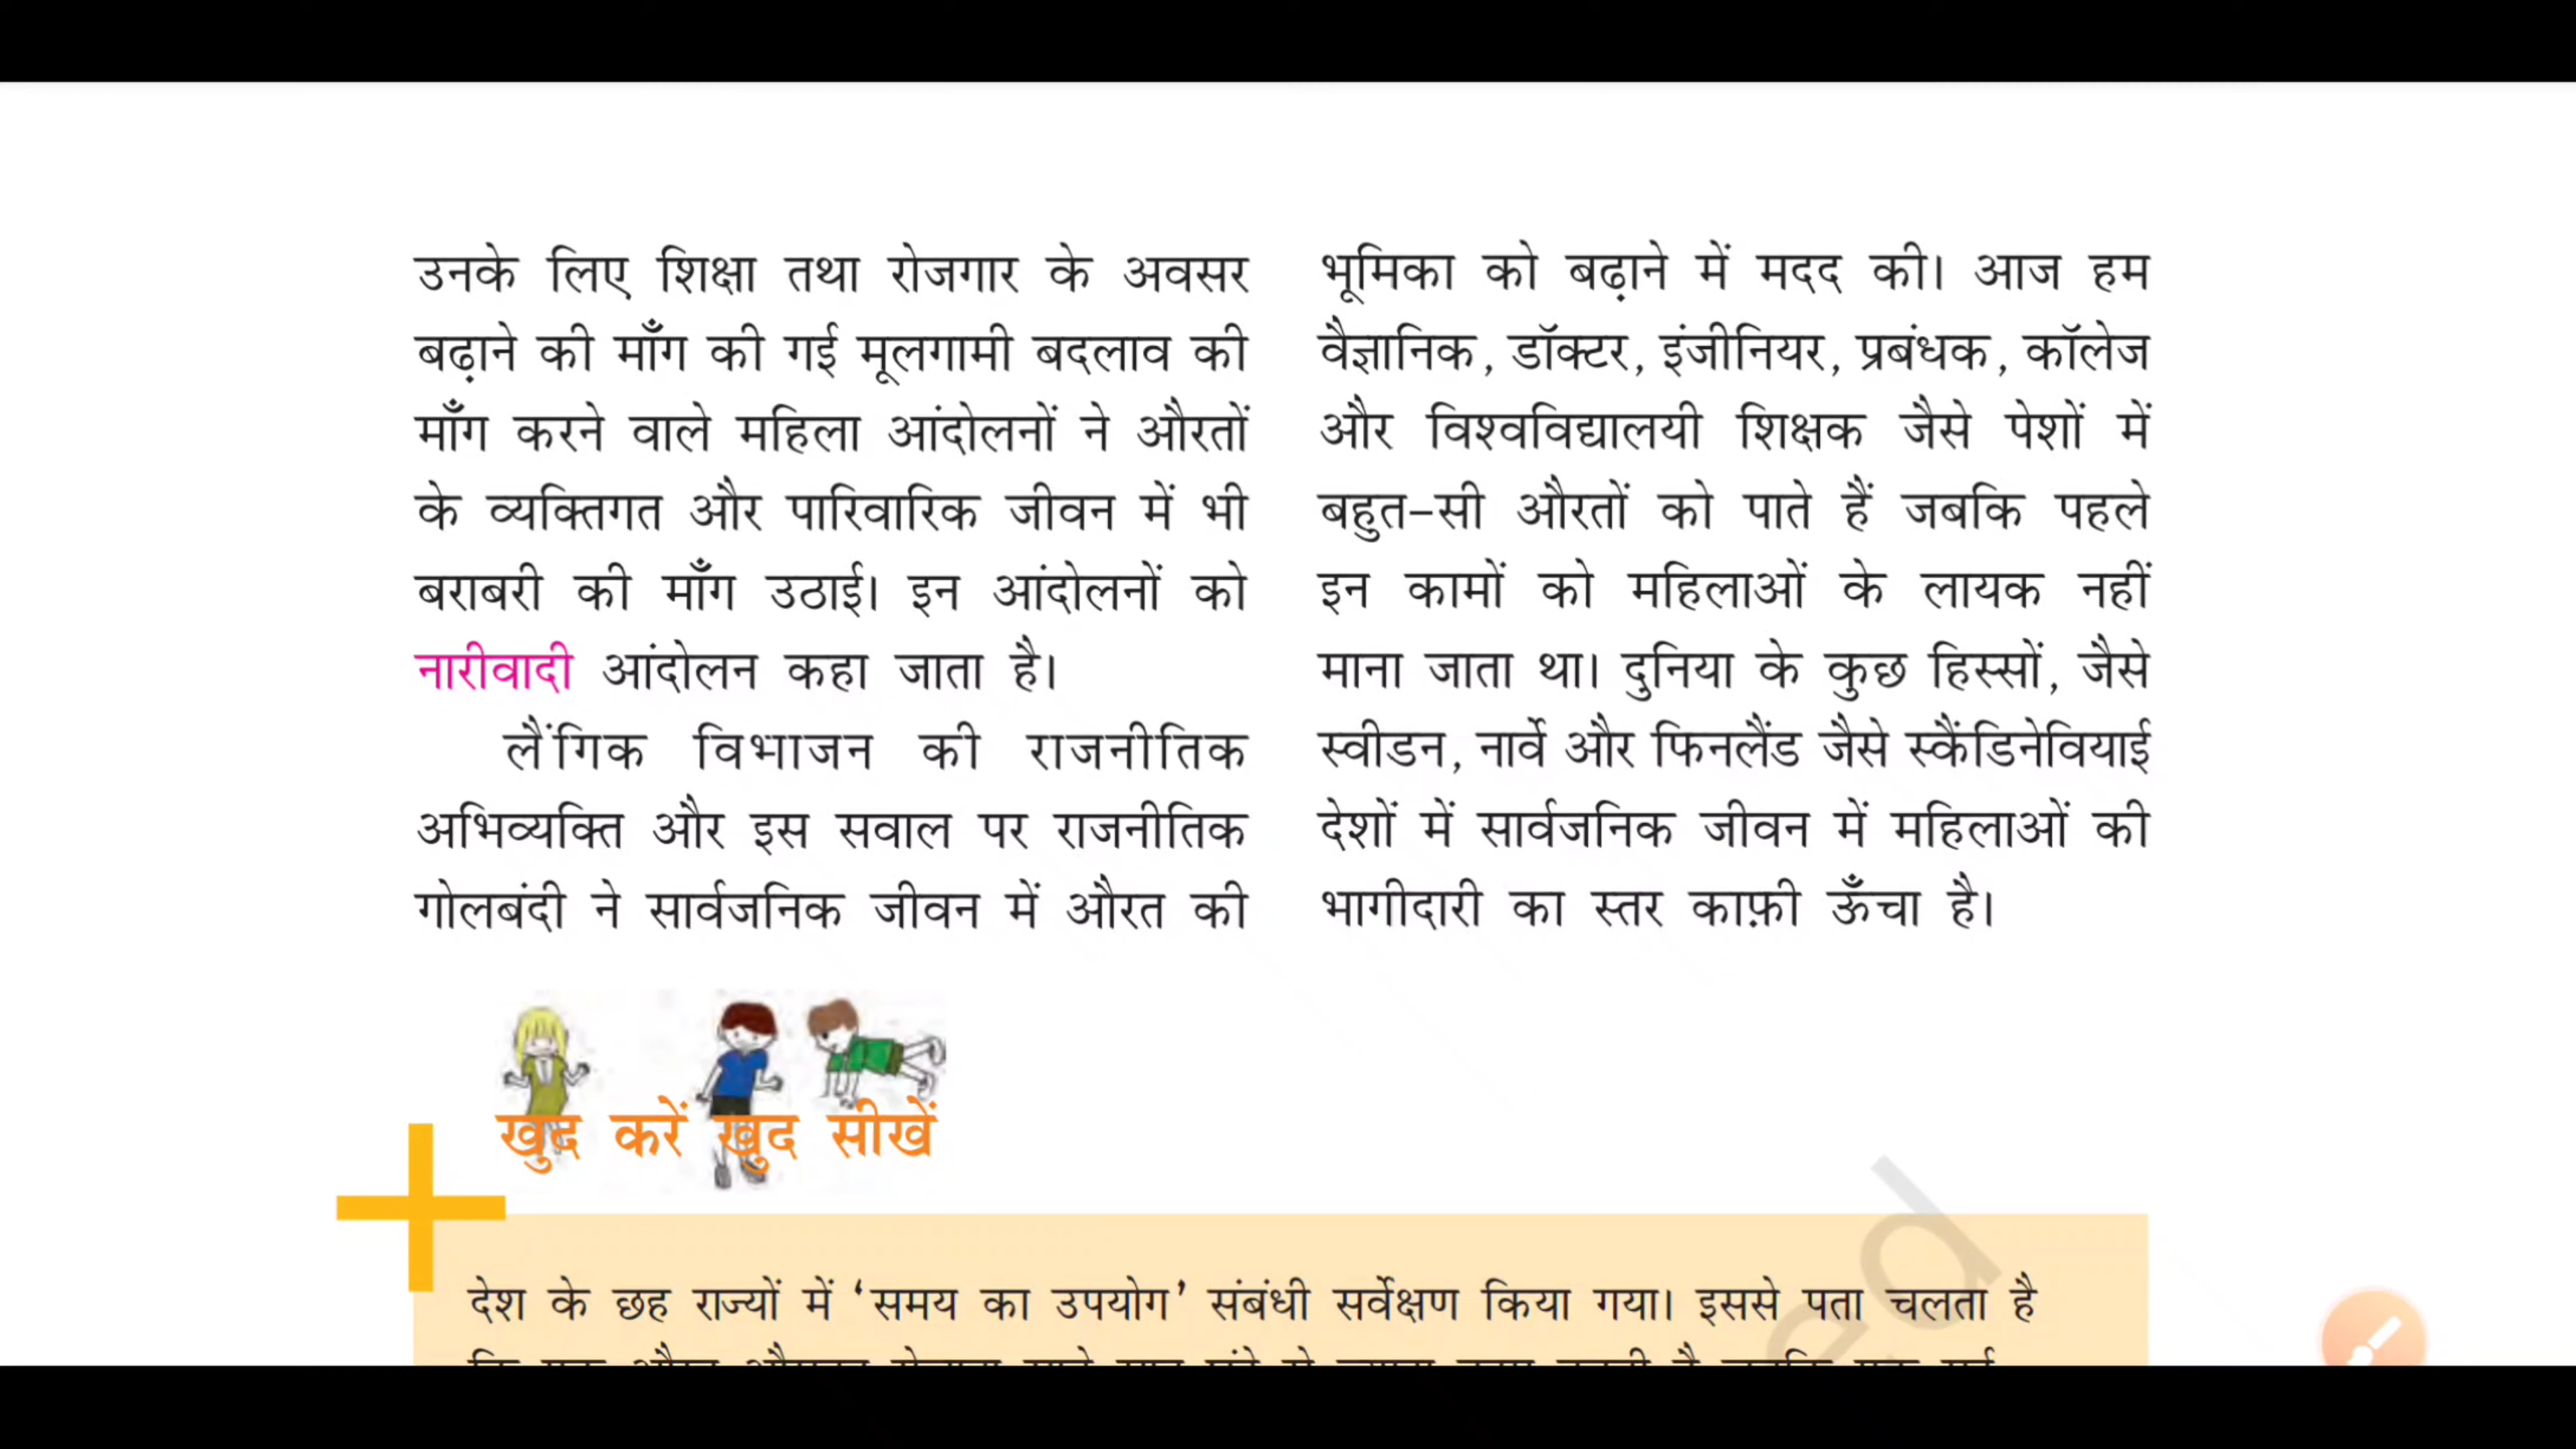 उनके लिए शिक्षा तथा रोजगार के अवसर
बढ़ाने की माँग की गई मूलगामी बदलाव की
माँग करने वाले महिला आंदोलनों ने औरतों
के व्यक्तिगत और पारिवारिक जीवन में भी
बराबरी की माँग उठाई। इन आंदोलनों को
नारीवादी आंदोलन कहा जाता है।
लैंगिक विभाजन की राजनीतिक
अभिव्यक्ति और इस सवाल पर राजनीतिक
गोलबंदी ने सार्वजनिक जीवन में औरत की
भूमिका को बढ़ाने में मदद की। आज हम
वैज्ञानिक, डॉक्टर, इंजीनियर, प्रबंधक, कॉलेज
और विश्वविद्यालयी शिक्षक जैसे पेशों में
बहुत-सी औरतों को पाते हैं जबकि पहले
इन कामों को महिलाओं के लायक नहीं
माना जाता था। दुनिया के कुछ हिस्सों, जैसे
स्वीडन, नार्वे और फिनलैंड जैसे स्कैंडिनेवियाई
देशों में सार्वजनिक जीवन में महिलाओं की
भागीदारी का स्तर काफ़ी ऊँचा है।
खुद करें खुद सीखें
देश के छह राज्यों में ‘समय का उपयोग’ संबंधी सर्वेक्षण किया गया। इससे पता चलता है
ed